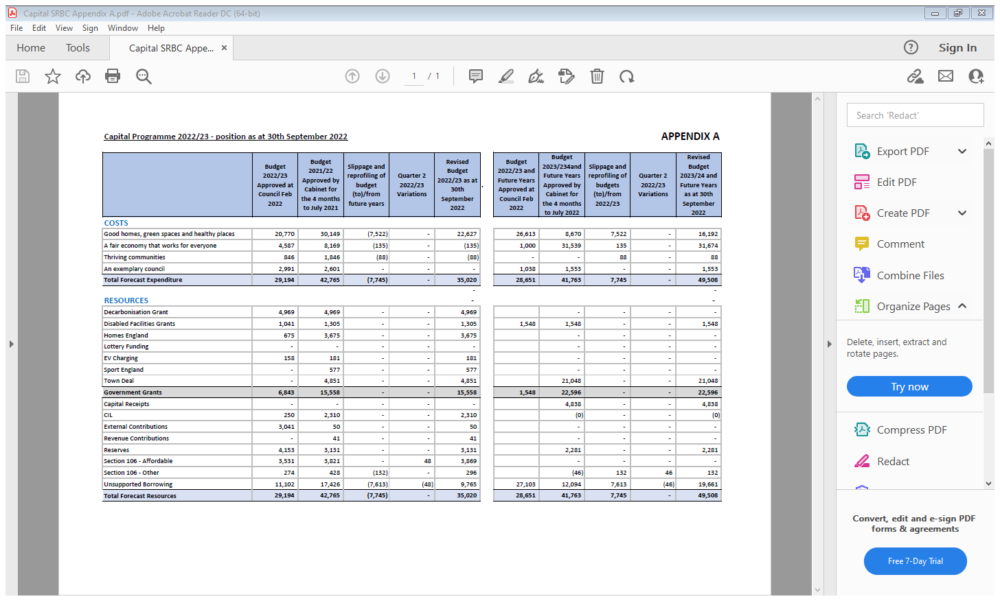 Capital SRBC Appendix A.pdf - Adobe Acrobat Reader DC (64-bit)
File Edit View Sign Window Help
Home Tools Capital SRBC Appe... × ? Sign In
1 / 1
Search 'Redact'
Export PDF
Edit PDF
Create PDF
Comment
Combine Files
Organize Pages
Delete, insert, extract and
rotate pages.
Try now
Compress PDF
Redact
Convert, edit and e-sign PDF
forms & agreements
Free 7-Day Trial
Capital Programme 2022/23 - position as at 30th September 2022 APPENDIX A
Budget 2022/23 Approved at Council Feb 2022
Budget 2021/22 Approved by Cabinet for the 4 months to July 2021
Slippage and reprofiling of budget (to)/from future years
Quarter 2 2022/23 Variations
Revised Budget 2022/23 as at 30th September 2022
.
Budget 2022/23 and Future Years Approved at Council Feb 2022
Budget 2023/234and Future Years Approved by Cabinet for the 4 months to July 2022
Slippage and reprofiling of budgets (to)/from 2022/23
Quarter 2 2022/23 Variations
Revised Budget 2023/24 and Future Years as at 30th September 2022
COSTS
Good homes, green spaces and healthy places 20,770 30,149 (7,522) - 22,627 26,613 8,670 7,522 - 16,192
A fair economy that works for everyone 4,587 8,169 (135) - (135) 1,000 31,539 135 - 31,674
Thriving communities 846 1,846 (88) - (88) - - 88 - 88
An exemplary council 2,991 2,601 - - - 1,038 1,553 - - 1,553
Total Forecast Expenditure 29,194 42,765 (7,745) - 35,020 28,651 41,763 7,745 - 49,508
- -
RESOURCES - -
Decarbonisation Grant 4,969 4,969 - - 4,969 - - - -
Disabled Facilities Grants 1,041 1,305 - - 1,305 1,548 1,548 - - 1,548
Homes England 675 3,675 - - 3,675 - - - -
Lottery Funding - - - - - - - - -
EV Charging 158 181 - - 181 - - - -
Sport England - 577 - - 577 - - - -
Town Deal - 4,851 - - 4,851 21,048 - - 21,048
Government Grants 6,843 15,558 - - 15,558 1,548 22,596 - - 22,596
Capital Receipts - - - - - 4,838 - - 4,838
CIL 250 2,310 - - 2,310 (0) - - (0)
External Contributions 3,041 50 - - 50 - - - -
Revenue Contributions - 41 - - 41 - - - -
Reserves 4,153 3,131 - - 3,131 2,281 - - 2,281
Section 106 - Affordable 3,531 3,821 - 48 3,869 - - - -
Section 106 - Other 274 428 (132) - 296 (46) 132 46 132
Unsupported Borrowing 11,102 17,426 (7,613) (48) 9,765 27,103 12,094 7,613 (46) 19,661
Total Forecast Resources 29,194 42,765 (7,745) - 35,020 28,651 41,763 7,745 - 49,508